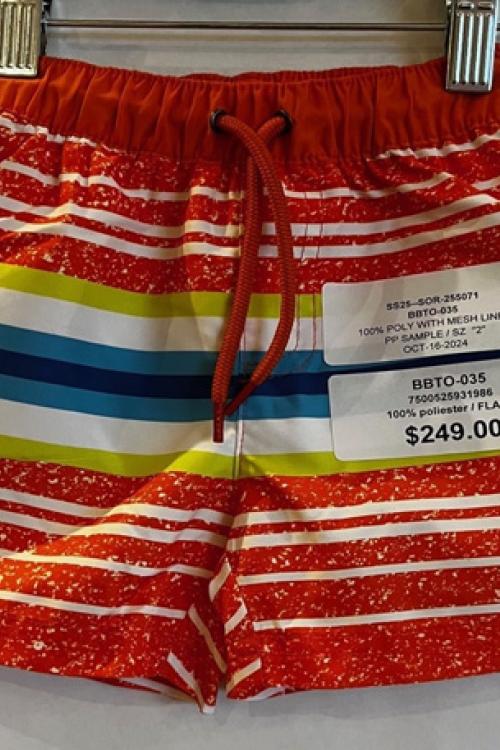 SS25--SOR-255071
BBTO-035
100% POLY WITH MESH LINE
PP SAMPLE / SZ "2"
OCT-16-2024
BBTO-035
7500525931986
100% poliester / FLA
$249.00